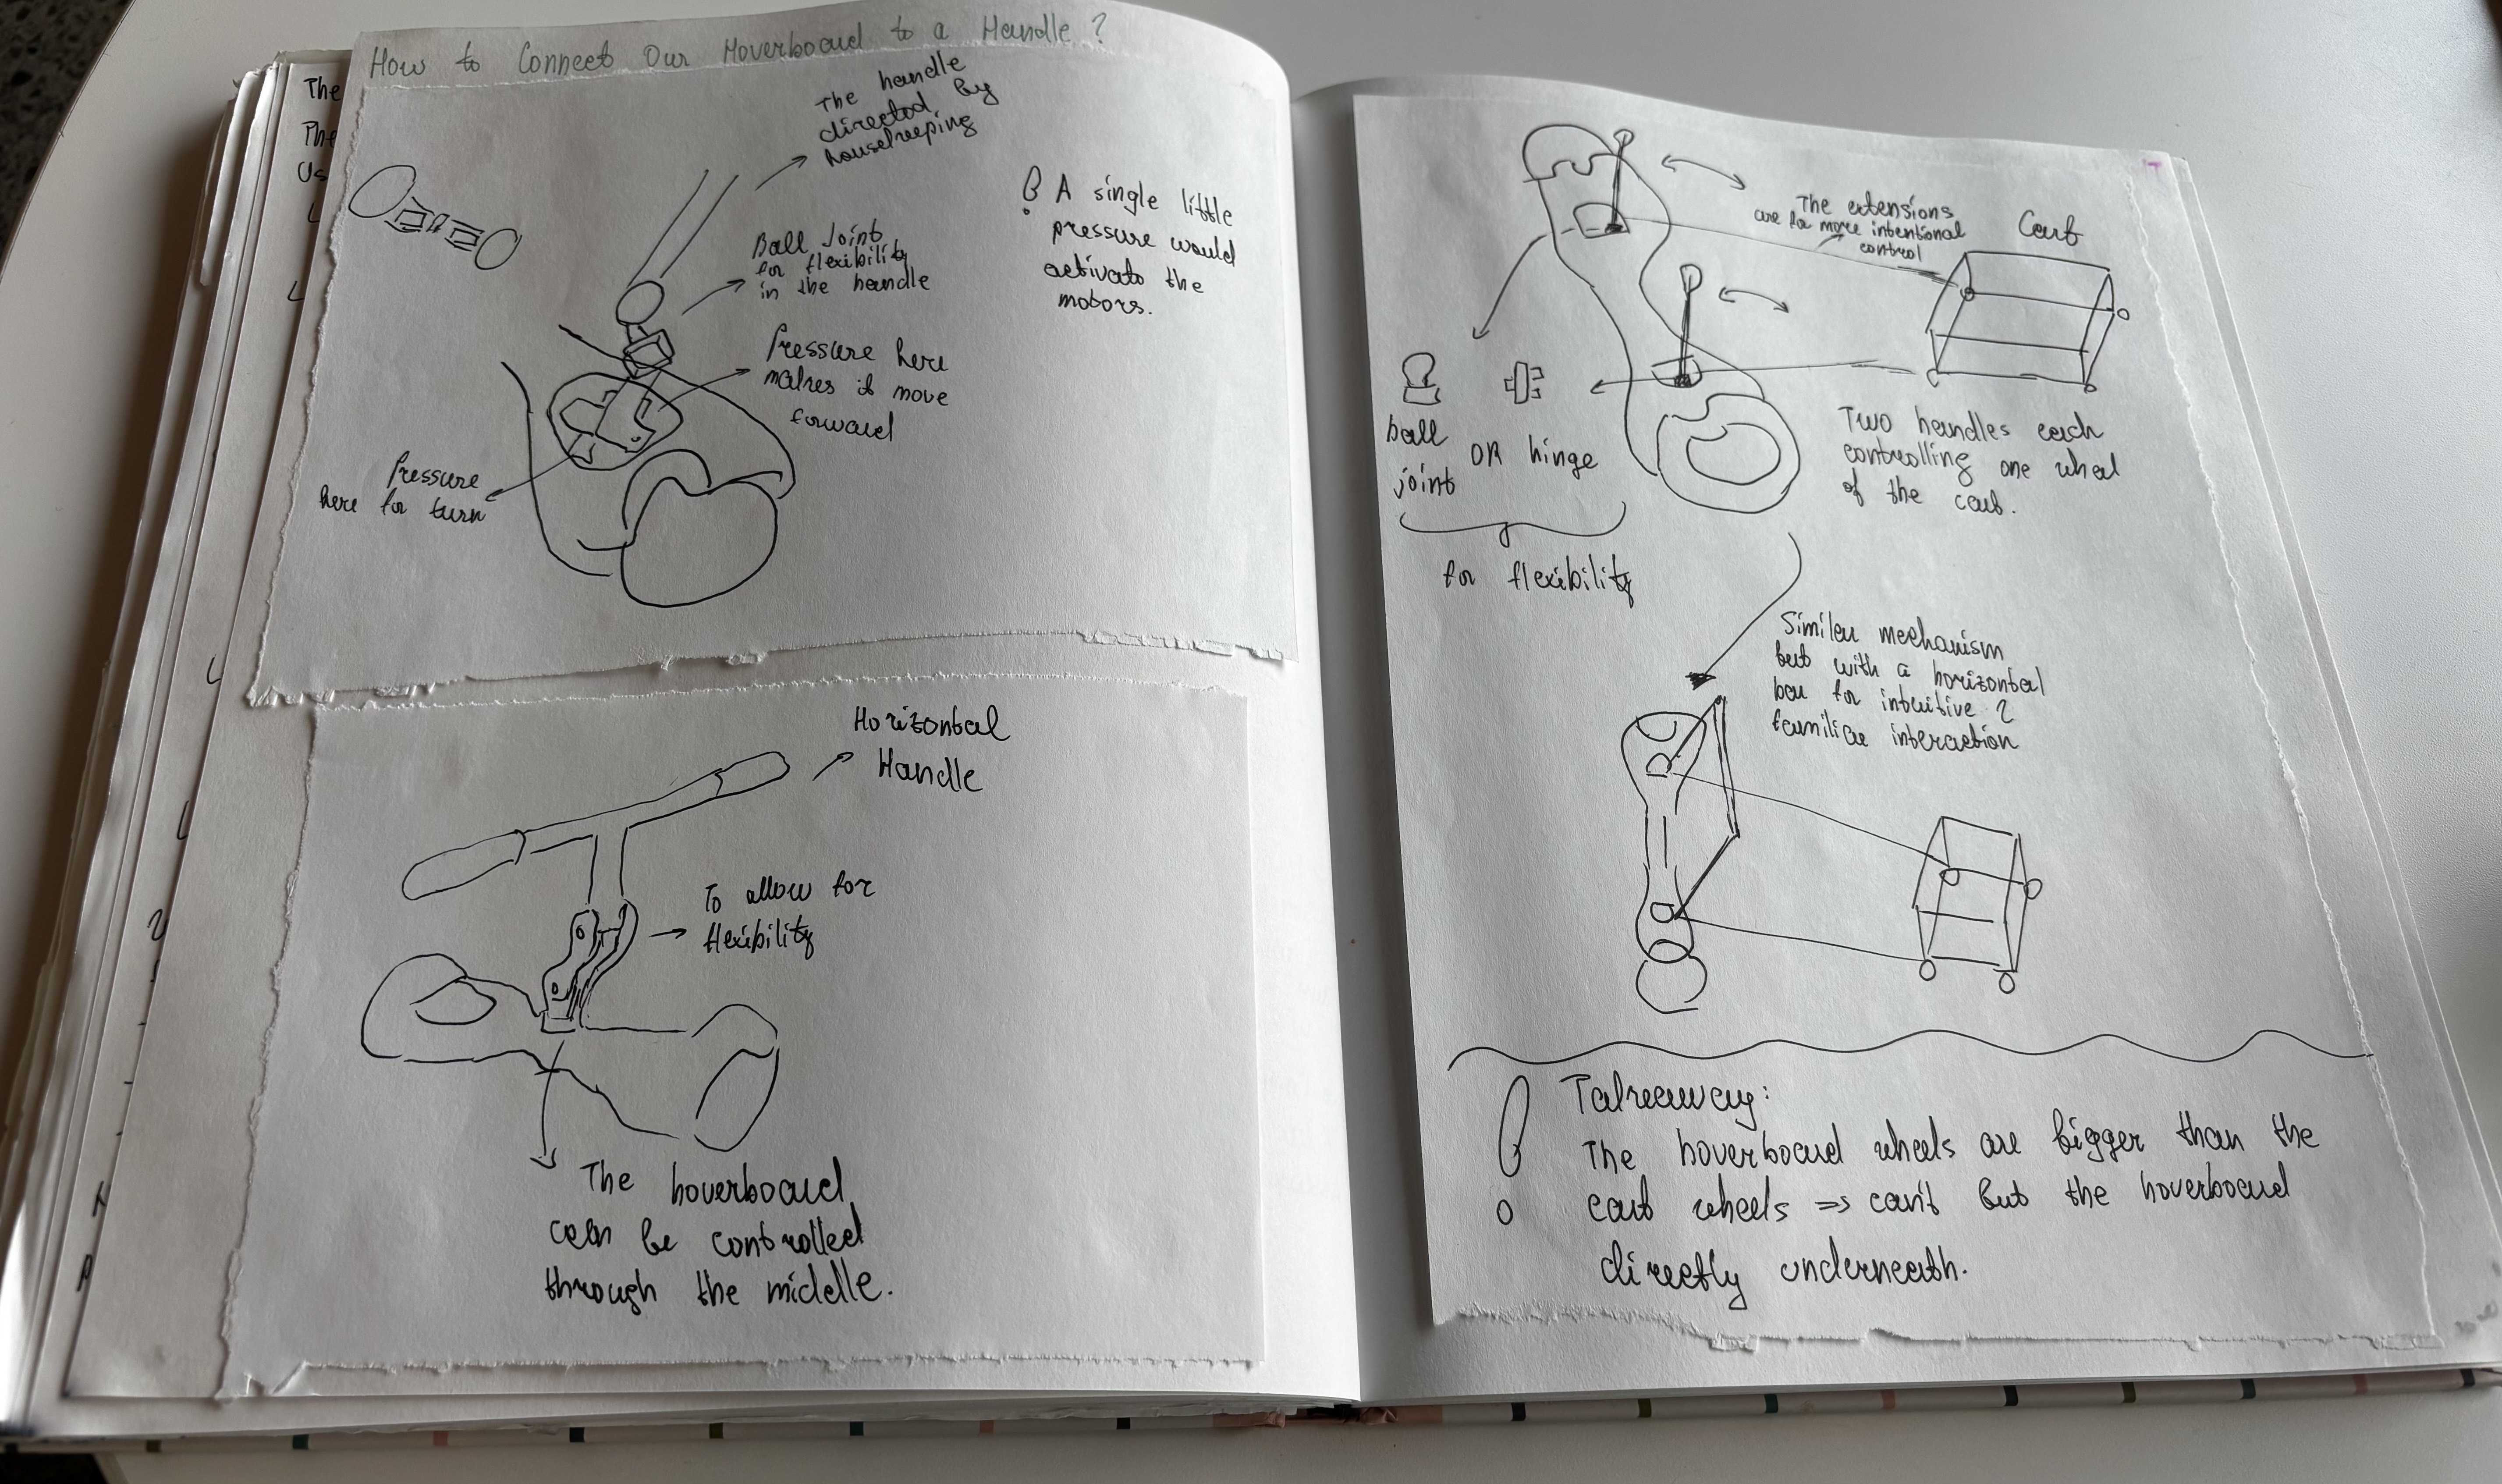 How to Connect Our Hoverboard to a Handle?
The
The
Us
The handle
directed by
housekeeping
Ball Joint
for flexibility
in the handle
Pressure here
makes it move
forward
Pressure
here for turn
! A single little
pressure would
activate the
motors.
Horizontal
Handle
To allow for
flexibility
The hoverboard
can be controlled
through the middle.
The extensions
are for more intentional
control
Cart
ball
joint
OR hinge
for flexibility
Two handles each
controlling one wheel
of the cart.
Similar mechanism
but with a horizontal
bar for intuitive &
familiar interaction
! Takeaway:
The hoverboard wheels are bigger than the
cart wheels => can't but the hoverboard
directly underneath.